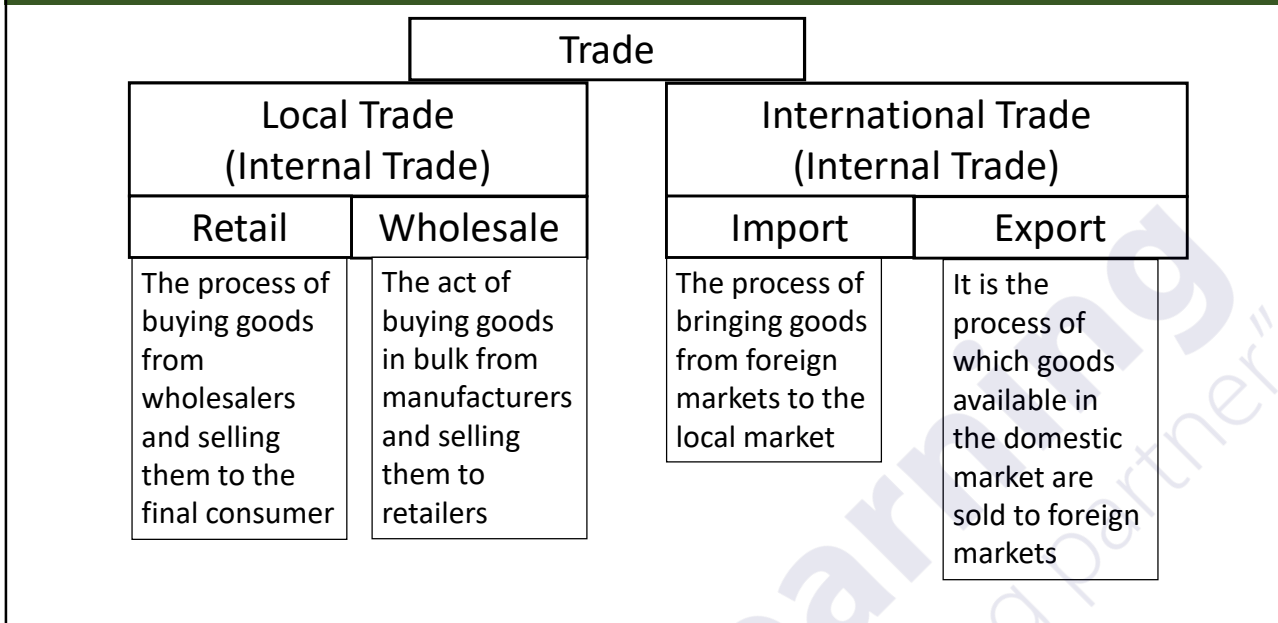 Trade
Local Trade
(Internal Trade)
International Trade
(Internal Trade)
Retail
Wholesale
Import
Export
The process of
buying goods
from
wholesalers
and selling
them to the
final consumer
The act of
buying goods
in bulk from
manufacturers
and selling
them to
retailers
The process of
bringing goods
from foreign
markets to the
local market
It is the
process of
which goods
available in
the domestic
market are
sold to foreign
markets
partner"